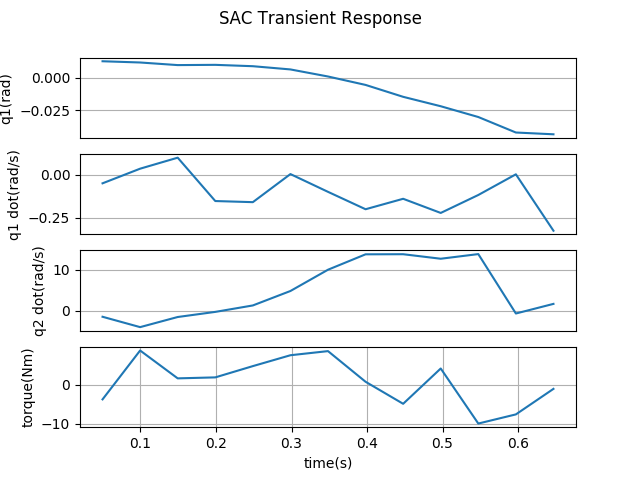 SAC Transient Response
q1(rad)
0.000
−0.025
q1 dot(rad/s)
0.00
−0.25
q2 dot(rad/s)
10
0
torque(Nm)
0
−10
0.1 0.2 0.3 0.4 0.5 0.6
time(s)